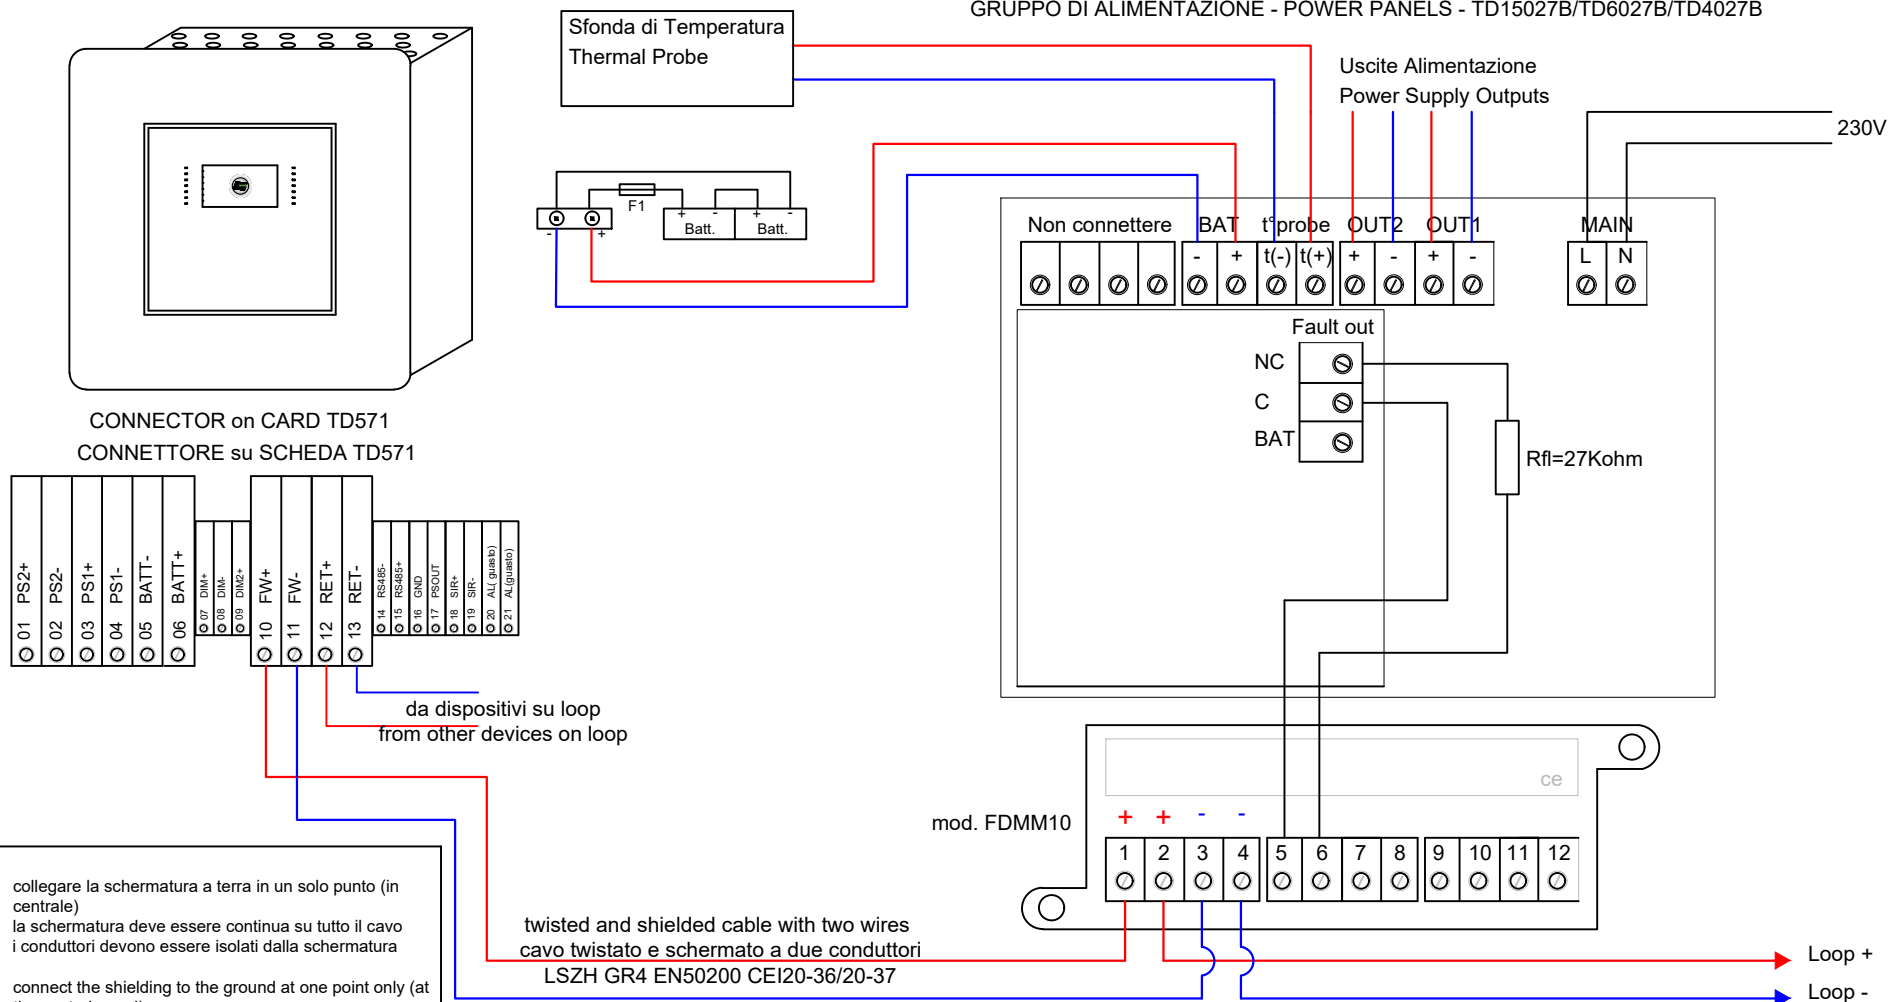 GRUPPO DI ALIMENTAZIONE - POWER PANELS - TD15027B/TD6027B/TD4027B
Sfonda di Temperatura
Thermal Probe
Uscite Alimentazione
Power Supply Outputs
230V
F1
+ - + -
Batt. Batt.
- +
Non connettere BAT t°probe OUT2 OUT1 MAIN
- + t(-) t(+) + - + - L N
Fault out
NC
C
BAT
Rfl=27Kohm
CONNECTOR on CARD TD571
CONNETTORE su SCHEDA TD571
01 PS2+
02 PS2-
03 PS1+
04 PS1-
05 BATT-
06 BATT+
07 DIM+
08 DIM-
09 DIM2+
10 FW+
11 FW-
12 RET+
13 RET-
14 RS485-
15 RS485+
16 GND
17 PSOUT
18 SIR+
19 SIR-
20 AL( guasto)
21 AL(guasto)
da dispositivi su loop
from other devices on loop
ce
mod. FDMM10
+ + - -
1 2 3 4 5 6 7 8 9 10 11 12
collegare la schermatura a terra in un solo punto (in
centrale)
la schermatura deve essere continua su tutto il cavo
i conduttori devono essere isolati dalla schermatura
connect the shielding to the ground at one point only (at
twisted and shielded cable with two wires
cavo twistato e schermato a due conduttori
LSZH GR4 EN50200 CEI20-36/20-37
Loop +
Loop -